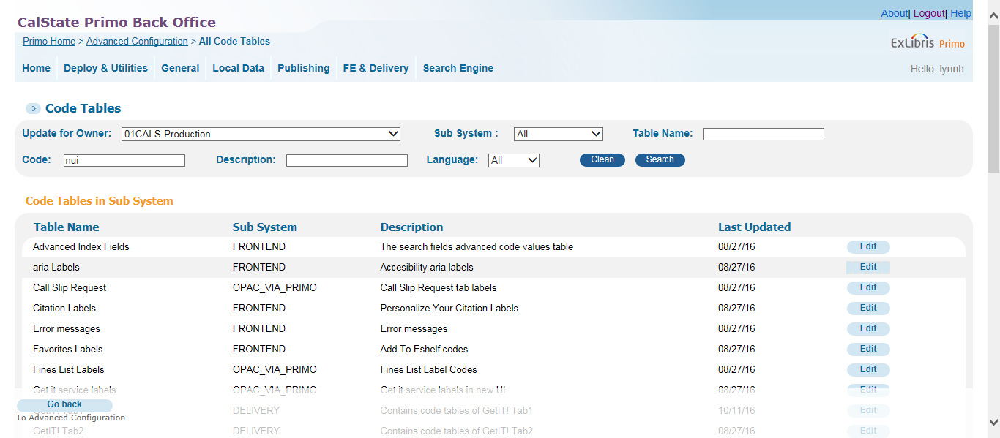 About| Logout| Help
CalState Primo Back Office
Primo Home > Advanced Configuration > All Code Tables
ExLibris Primo
Home Deploy & Utilities General Local Data Publishing FE & Delivery Search Engine
Hello lynnh
Code Tables
Update for Owner: 01CALS-Production Sub System : All Table Name:
Code: nui Description: Language: All Clean Search
Code Tables in Sub System
Table Name Sub System Description Last Updated
Advanced Index Fields FRONTEND The search fields advanced code values table 08/27/16 Edit
aria Labels FRONTEND Accesibility aria labels 08/27/16 Edit
Call Slip Request OPAC_VIA_PRIMO Call Slip Request tab labels 08/27/16 Edit
Citation Labels FRONTEND Personalize Your Citation Labels 08/27/16 Edit
Error messages FRONTEND Error messages 08/27/16 Edit
Favorites Labels FRONTEND Add To Eshelf codes 08/27/16 Edit
Fines List Labels OPAC_VIA_PRIMO Fines List Label Codes 08/27/16 Edit
Get it service labels OPAC_VIA_PRIMO Get it service labels in new UI 08/27/16 Edit
Go back
DELIVERY Contains code tables of GetIT! Tab1 10/11/16 Edit
To Advanced Configuration
GetIT! Tab2 DELIVERY Contains code tables of GetIT! Tab2 08/27/16 Edit